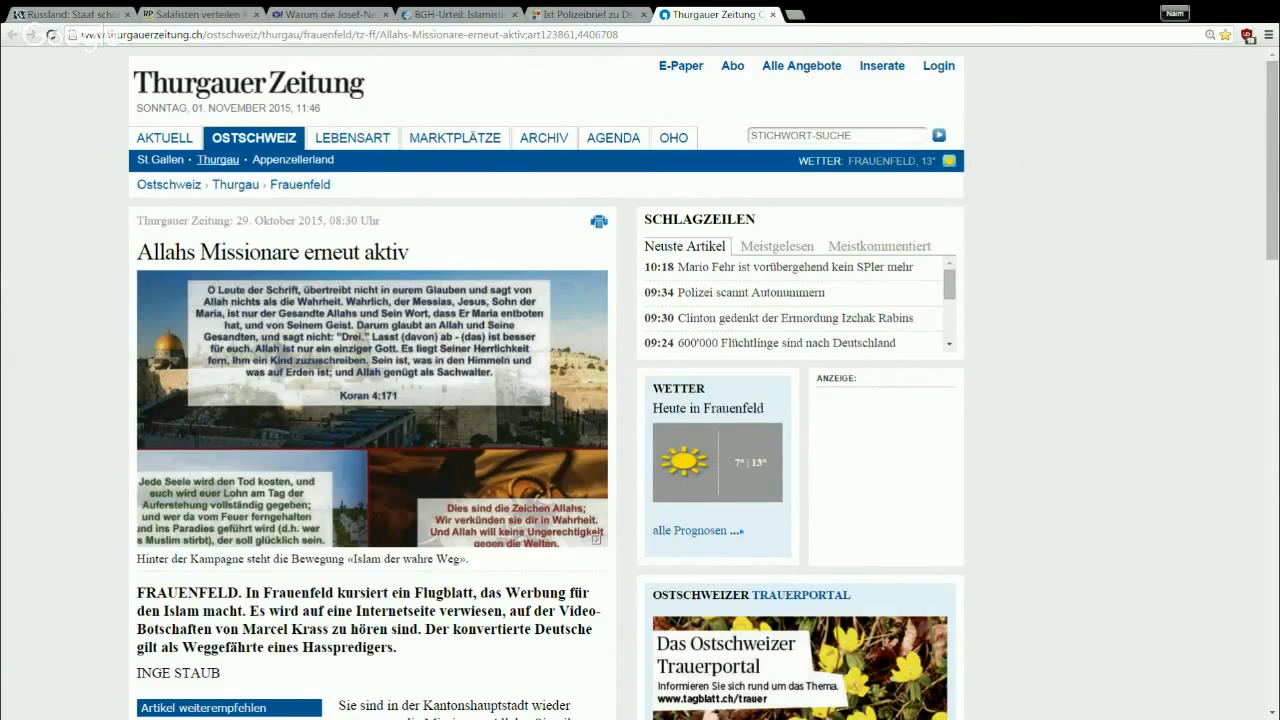 Russland: Staat schu
Salafisten verteilen
Warum die Josef-Ne
BGH-Urteil: Islamistie
Ist Polizeibrief zu Ds
Thurgauer Zeitung C
Naim
www.thurgauerzeitung.ch/ostschweiz/thurgau/frauenfeld/tz-ff/Allahs-Missionare-erneut-aktiv;art123861,4406708
Google
E-Paper Abo Alle Angebote Inserate Login
Thurgauer Zeitung
SONNTAG, 01. NOVEMBER 2015, 11:46
AKTUELL OSTSCHWEIZ LEBENSART MARKTPLÄTZE ARCHIV AGENDA OHO
STICHWORT-SUCHE
St.Gallen · Thurgau · Appenzellerland
WETTER: FRAUENFELD, 13°
Ostschweiz › Thurgau › Frauenfeld
Thurgauer Zeitung: 29. Oktober 2015, 08:30 Uhr
Allahs Missionare erneut aktiv
O Leute der Schrift, übertreibt nicht in eurem Glauben und sagt von
Allah nichts als die Wahrheit. Wahrlich, der Messias, Jesus, Sohn der
Maria, ist nur der Gesandte Allahs und Sein Wort, dass Er Maria entboten
hat, und von Seinem Geist. Darum glaubt an Allah und Seine
Gesandten, und sagt nicht: "Drei." Lasst (davon) ab - (das) ist besser
für euch. Allah ist nur ein einziger Gott. Es liegt Seiner Herrlichkeit
fern, Ihm ein Kind zuzuschreiben. Sein ist, was in den Himmeln und
was auf Erden ist; und Allah genügt als Sachwalter.
Koran 4:171
Jede Seele wird den Tod kosten, und
euch wird euer Lohn am Tag der
Auferstehung vollständig gegeben;
und wer da vom Feuer ferngehalten
und ins Paradies geführt wird (d.h. wer
s Muslim stirbt), der soll glücklich sein.
Dies sind die Zeichen Allahs;
Wir verkünden sie dir in Wahrheit.
Und Allah will keine Ungerechtigkeit
gegen die Welten.
Hinter der Kampagne steht die Bewegung «Islam der wahre Weg».
FRAUENFELD. In Frauenfeld kursiert ein Flugblatt, das Werbung für
den Islam macht. Es wird auf eine Internetseite verwiesen, auf der Video-
Botschaften von Marcel Krass zu hören sind. Der konvertierte Deutsche
gilt als Weggefährte eines Hasspredigers.
INGE STAUB
Artikel weiterempfehlen
Sie sind in der Kantonshauptstadt wieder
SCHLAGZEILEN
Neuste Artikel Meistgelesen Meistkommentiert
10:18 Mario Fehr ist vorübergehend kein SPler mehr
09:34 Polizei scannt Autonummern
09:30 Clinton gedenkt der Ermordung Izchak Rabins
09:24 600'000 Flüchtlinge sind nach Deutschland
WETTER
Heute in Frauenfeld
7° | 13°
alle Prognosen ...»
ANZEIGE:
OSTSCHWEIZER TRAUERPORTAL
Das Ostschweizer
Trauerportal
Informieren Sie sich rund um das Thema.
www.tagblatt.ch/trauer